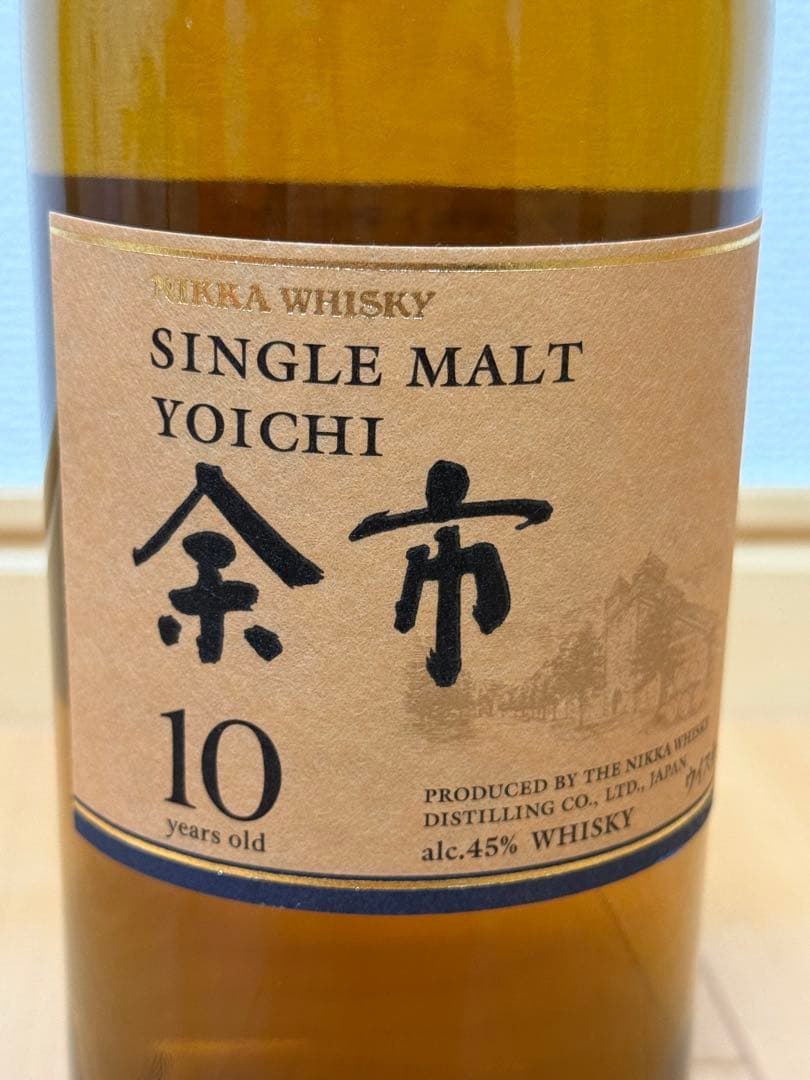 NIKKA WHISKY
SINGLE MALT
YOICHI
余市
10
years old
PRODUCED BY THE NIKKA WHISKY
DISTILLING CO., LTD., JAPAN
alc.45% WHISKY